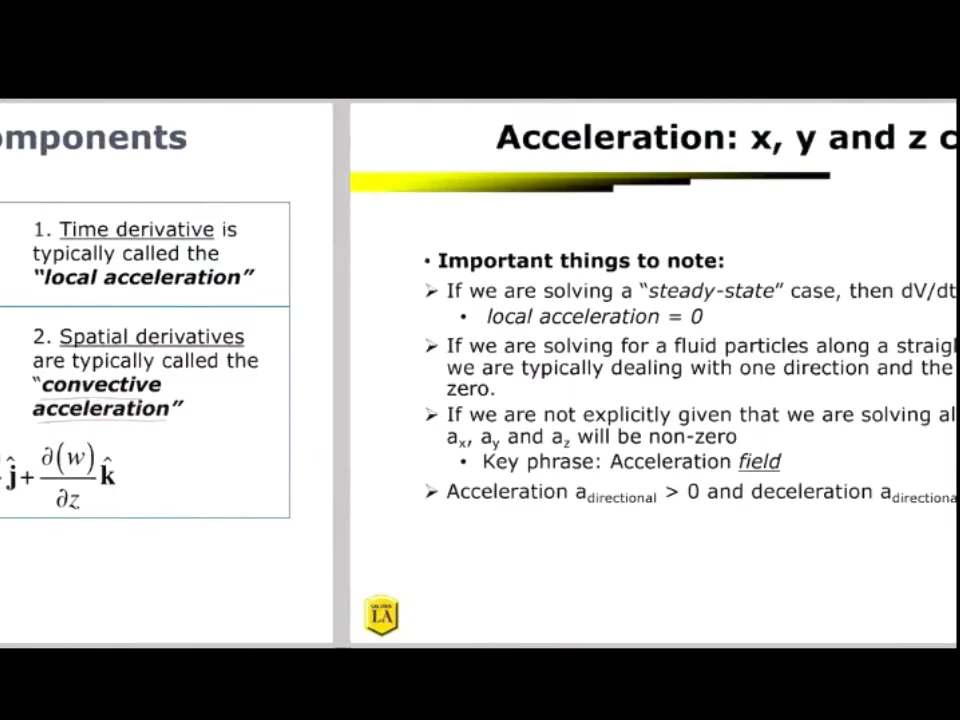 omponents
1. Time derivative is
typically called the
“local acceleration”
2. Spatial derivatives
are typically called the
“convective
acceleration”
ĵ + ∂(w)/∂z k̂
Acceleration: x, y and z c
• Important things to note:
➢ If we are solving a “steady-state” case, then dV/dt
• local acceleration = 0
➢ If we are solving for a fluid particles along a straig
we are typically dealing with one direction and the
zero.
➢ If we are not explicitly given that we are solving al
aₓ, a_y and a_z will be non-zero
• Key phrase: Acceleration field
➢ Acceleration a_directional > 0 and deceleration a_directiona
LA